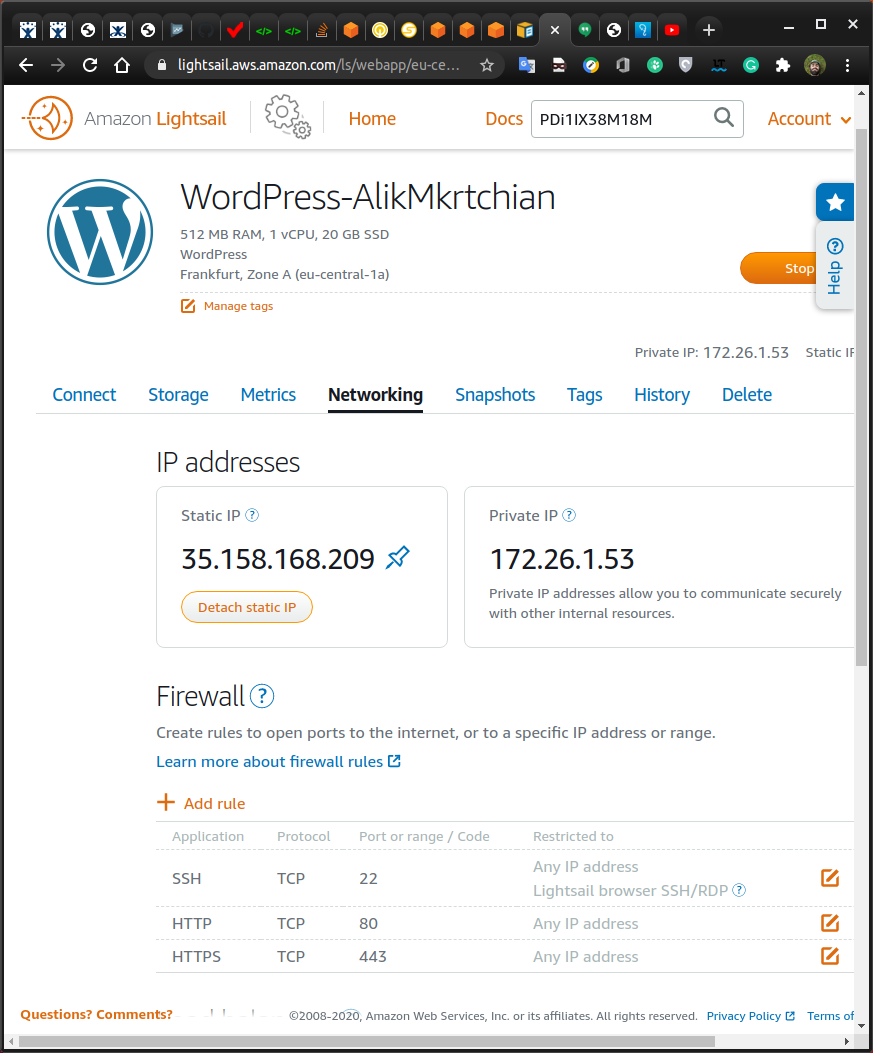 lightsail.aws.amazon.com/ls/webapp/eu-ce...
Amazon Lightsail
Home
Docs
PDi1IX38M18M
Account
WordPress-AlikMkrtchian
512 MB RAM, 1 vCPU, 20 GB SSD
WordPress
Frankfurt, Zone A (eu-central-1a)
Stop
Help ?
Manage tags
Private IP: 172.26.1.53 Static IP
Connect Storage Metrics Networking Snapshots Tags History Delete
IP addresses
Static IP ?
35.158.168.209
Detach static IP
Private IP ?
172.26.1.53
Private IP addresses allow you to communicate securely
with other internal resources.
Firewall ?
Create rules to open ports to the internet, or to a specific IP address or range.
Learn more about firewall rules
+ Add rule
Application Protocol Port or range / Code Restricted to
SSH TCP 22 Any IP address
Lightsail browser SSH/RDP ?
HTTP TCP 80 Any IP address
HTTPS TCP 443 Any IP address
Questions? Comments?
©2008-2020, Amazon Web Services, Inc. or its affiliates. All rights reserved. Privacy Policy Terms of